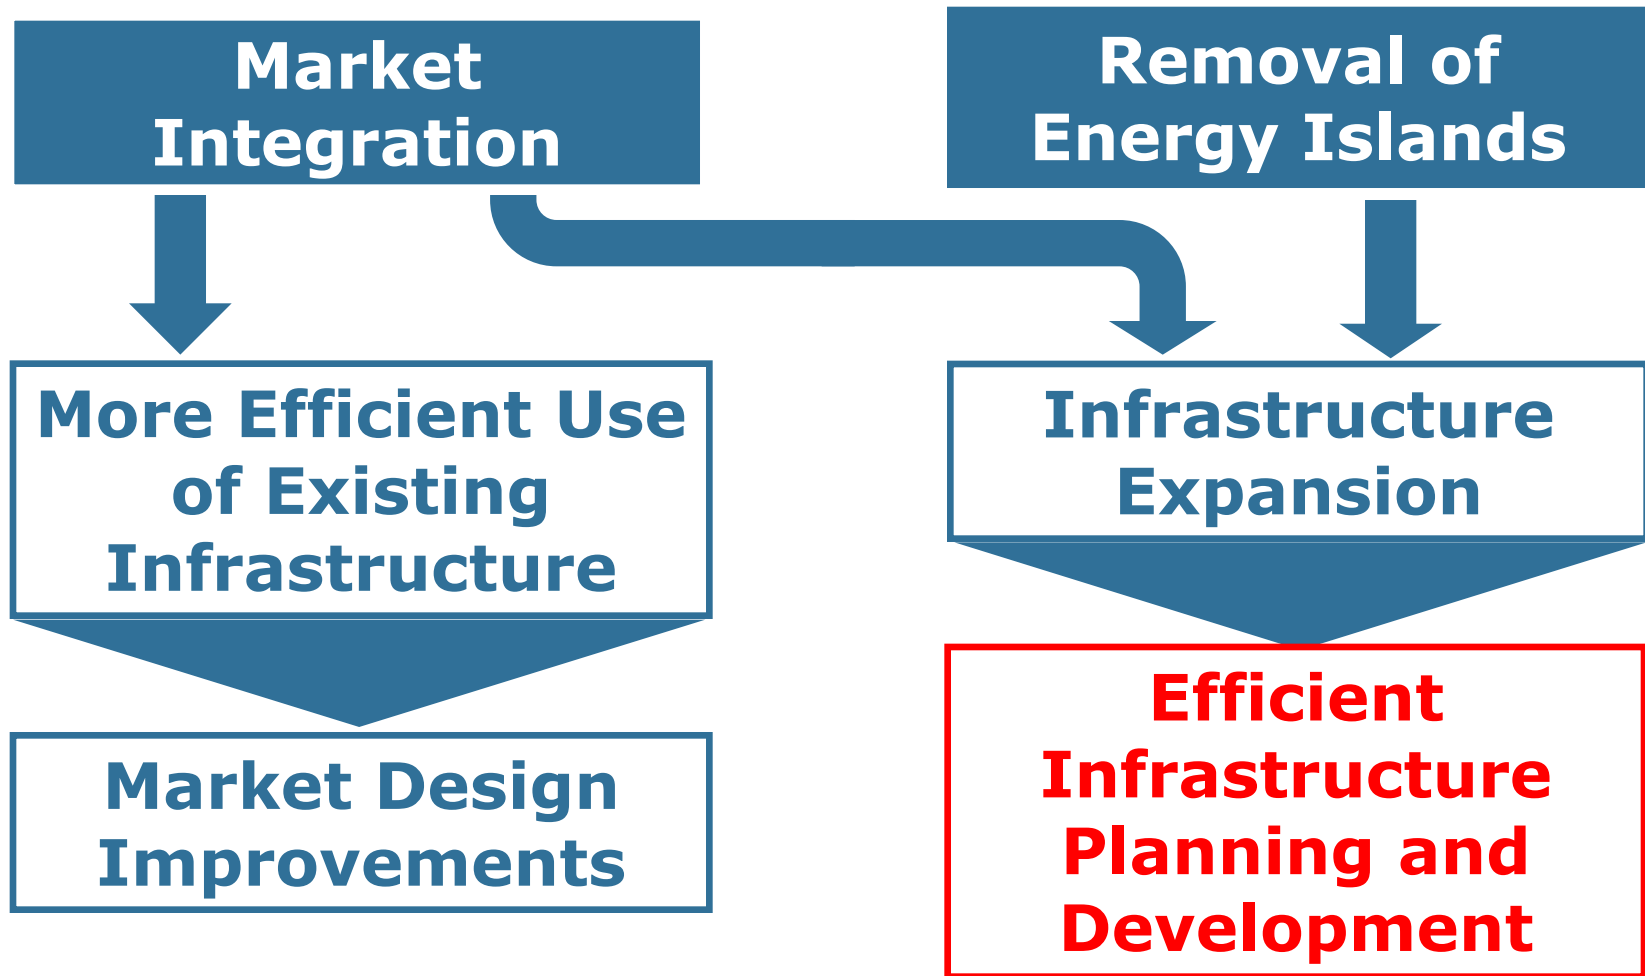 Market
Integration
Removal of
Energy Islands
More Efficient Use
of Existing
Infrastructure
Infrastructure
Expansion
Market Design
Improvements
Efficient
Infrastructure
Planning and
Development